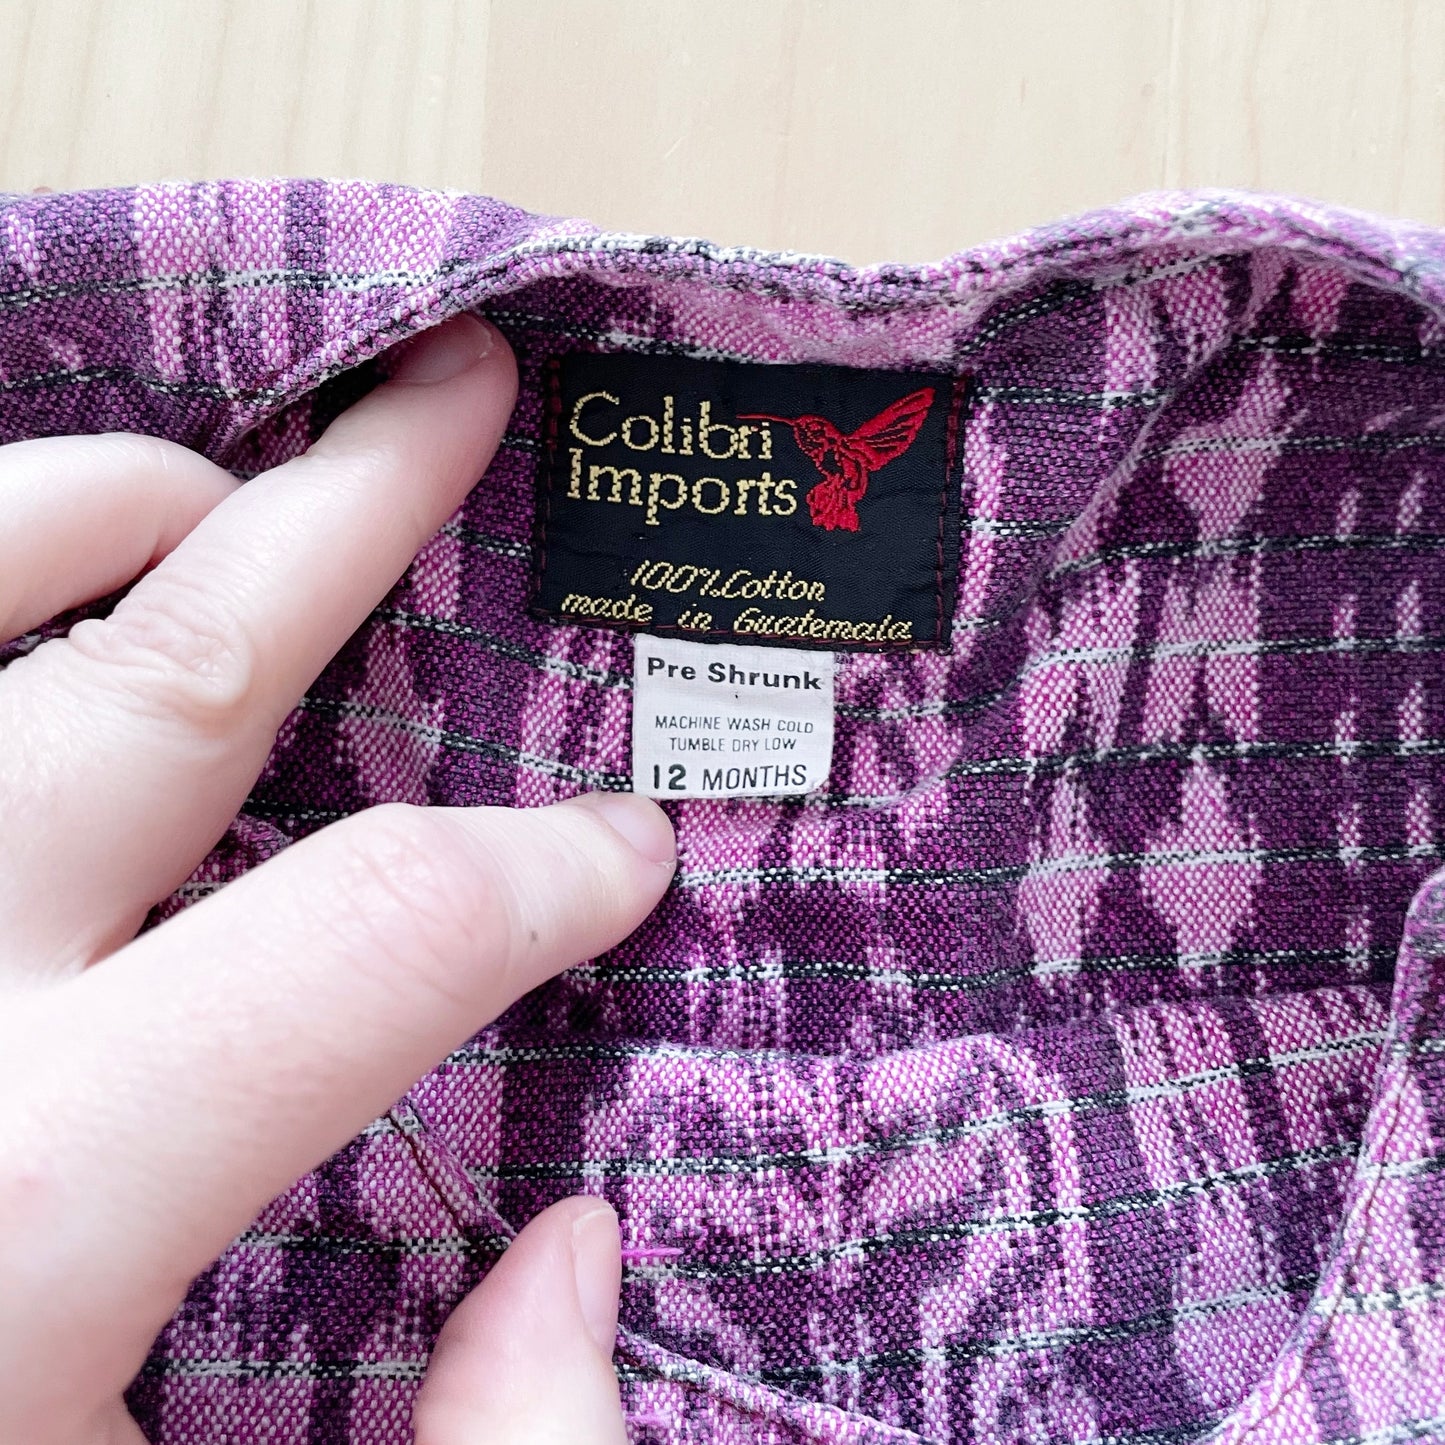 Colibri
Imports
100% Cotton
made in Guatemala
Pre Shrunk
MACHINE WASH COLD
TUMBLE DRY LOW
12 MONTHS